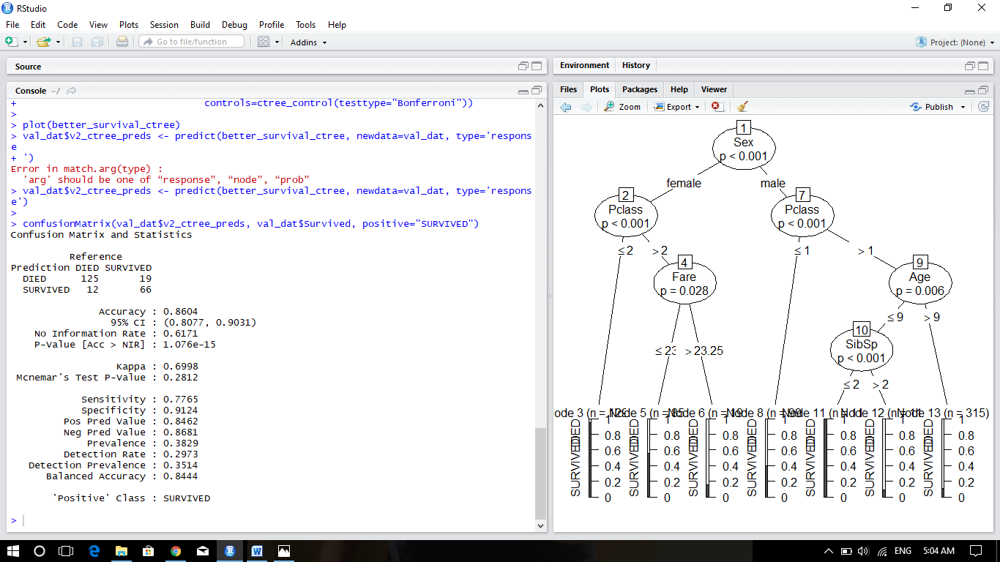 RStudio
File Edit Code View Plots Session Build Debug Profile Tools Help
Go to file/function Addins Project: (None)
Source
Console ~/
+ controls=ctree_control(testtype="Bonferroni"))
>
> plot(better_survival_ctree)
> val_dat$v2_ctree_preds <- predict(better_survival_ctree, newdata=val_dat, type='respons
e
+ ')
Error in match.arg(type) :
'arg' should be one of “response”, “node”, “prob”
> val_dat$v2_ctree_preds <- predict(better_survival_ctree, newdata=val_dat, type='respons
e')
>
> confusionMatrix(val_dat$v2_ctree_preds, val_dat$Survived, positive="SURVIVED")
Confusion Matrix and Statistics
Reference
Prediction DIED SURVIVED
DIED 125 19
SURVIVED 12 66
Accuracy : 0.8604
95% CI : (0.8077, 0.9031)
No Information Rate : 0.6171
P-Value [Acc > NIR] : 1.076e-15
Kappa : 0.6998
Mcnemar's Test P-Value : 0.2812
Sensitivity : 0.7765
Specificity : 0.9124
Pos Pred Value : 0.8462
Neg Pred Value : 0.8681
Prevalence : 0.3829
Detection Rate : 0.2973
Detection Prevalence : 0.3514
Balanced Accuracy : 0.8444
'Positive' Class : SURVIVED
>
Environment History
Files Plots Packages Help Viewer
Zoom Export Publish
1
Sex
p < 0.001
female male
2
Pclass
p < 0.001
7
Pclass
p < 0.001
≤ 2 > 2 ≤ 1 > 1
4
Fare
p = 0.028
9
Age
p = 0.006
≤ 9 > 9
10
SibSp
p < 0.001
≤ 23 > 23.25
≤ 2 > 2
ode 3 (n = Node 5 (n = Node 6 (n = Node 8 (n = Node 11 (n = Node 12 (n = Node 13 (n = 315)
SURVIVED DIED
1
0.8
0.6
0.4
0.2
0
SURVIVED DIED
1
0.8
0.6
0.4
0.2
0
SURVIVED DIED
1
0.8
0.6
0.4
0.2
0
SURVIVED DIED
1
0.8
0.6
0.4
0.2
0
SURVIVED DIED
1
0.8
0.6
0.4
0.2
0
SURVIVED DIED
1
0.8
0.6
0.4
0.2
0
SURVIVED DIED
1
0.8
0.6
0.4
0.2
0
ENG 5:04 AM